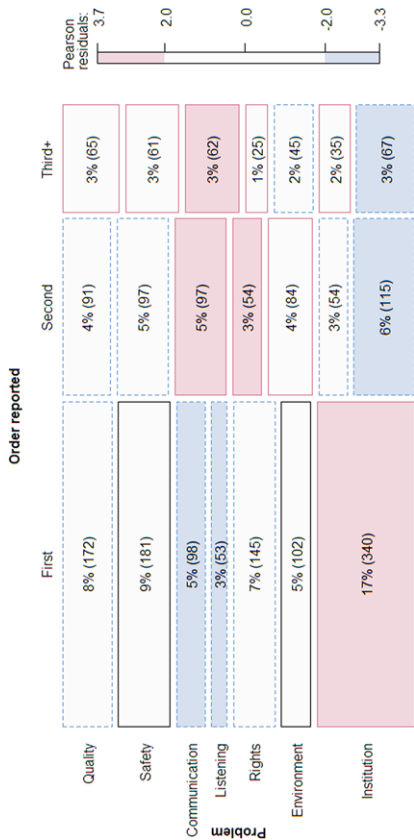 Order reported
First Second Third+
Pearson
residuals:
3.7
2.0
0.0
-2.0
-3.3
Problem
Quality 8% (172) 4% (91) 3% (65)
Safety 9% (181) 5% (97) 3% (61)
Communication 5% (98) 5% (97) 3% (62)
Listening 3% (53) 3% (54) 1% (25)
Rights 7% (145) 4% (84) 2% (45)
Environment 5% (102) 3% (54) 2% (35)
Institution 17% (340) 6% (115) 3% (67)